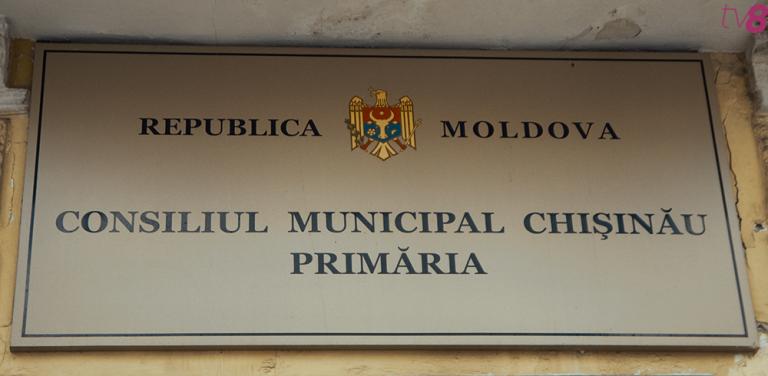 tv8
REPUBLICA MOLDOVA
CONSILIUL MUNICIPAL CHIŞINĂU
PRIMĂRIA